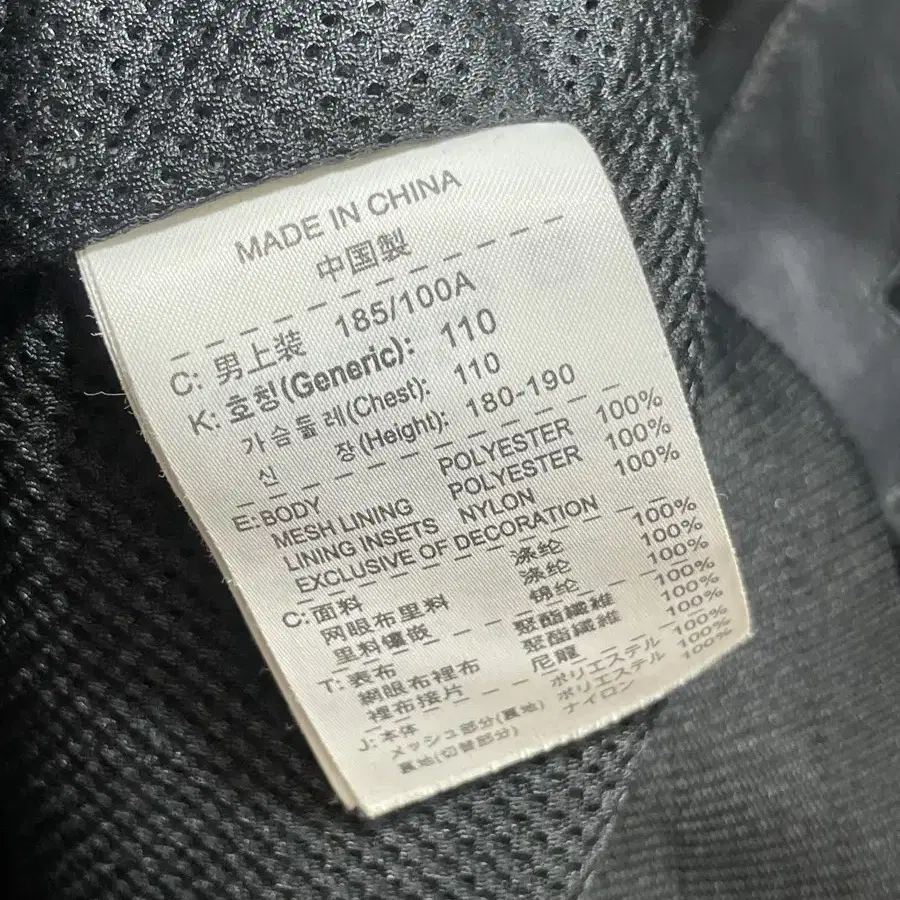 MADE IN CHINA
中国製
C: 男上装 185/100A
K: 호칭(Generic): 110
가슴둘레(Chest): 110
신 장(Height): 180-190
E: BODY POLYESTER 100%
MESH LINING POLYESTER 100%
LINING INSETS NYLON 100%
EXCLUSIVE OF DECORATION
C: 面料 涤纶 100%
网眼布里料 涤纶 100%
里料镶嵌 锦纶 100%
T: 表布 聚酯纖維 100%
網眼布裡布 聚酯纖維 100%
裡布接片 尼龍 100%
J: 本体 ポリエステル 100%
メッシュ部分(裏地) ポリエステル 100%
裏地(切替部分) ナイロン 100%